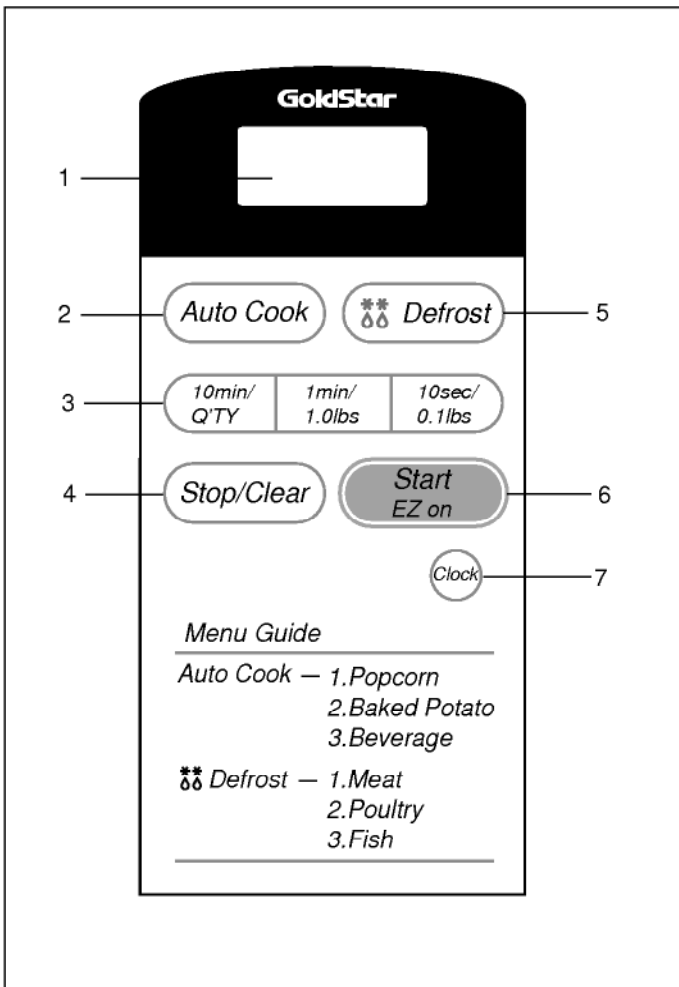 GoldStar
1
2 Auto Cook Defrost 5
3 10min/ Q'TY 1min/ 1.0lbs 10sec/ 0.1lbs
4 Stop/Clear Start EZ on 6
Clock 7
Menu Guide
Auto Cook – 1.Popcorn
2.Baked Potato
3.Beverage
Defrost – 1.Meat
2.Poultry
3.Fish